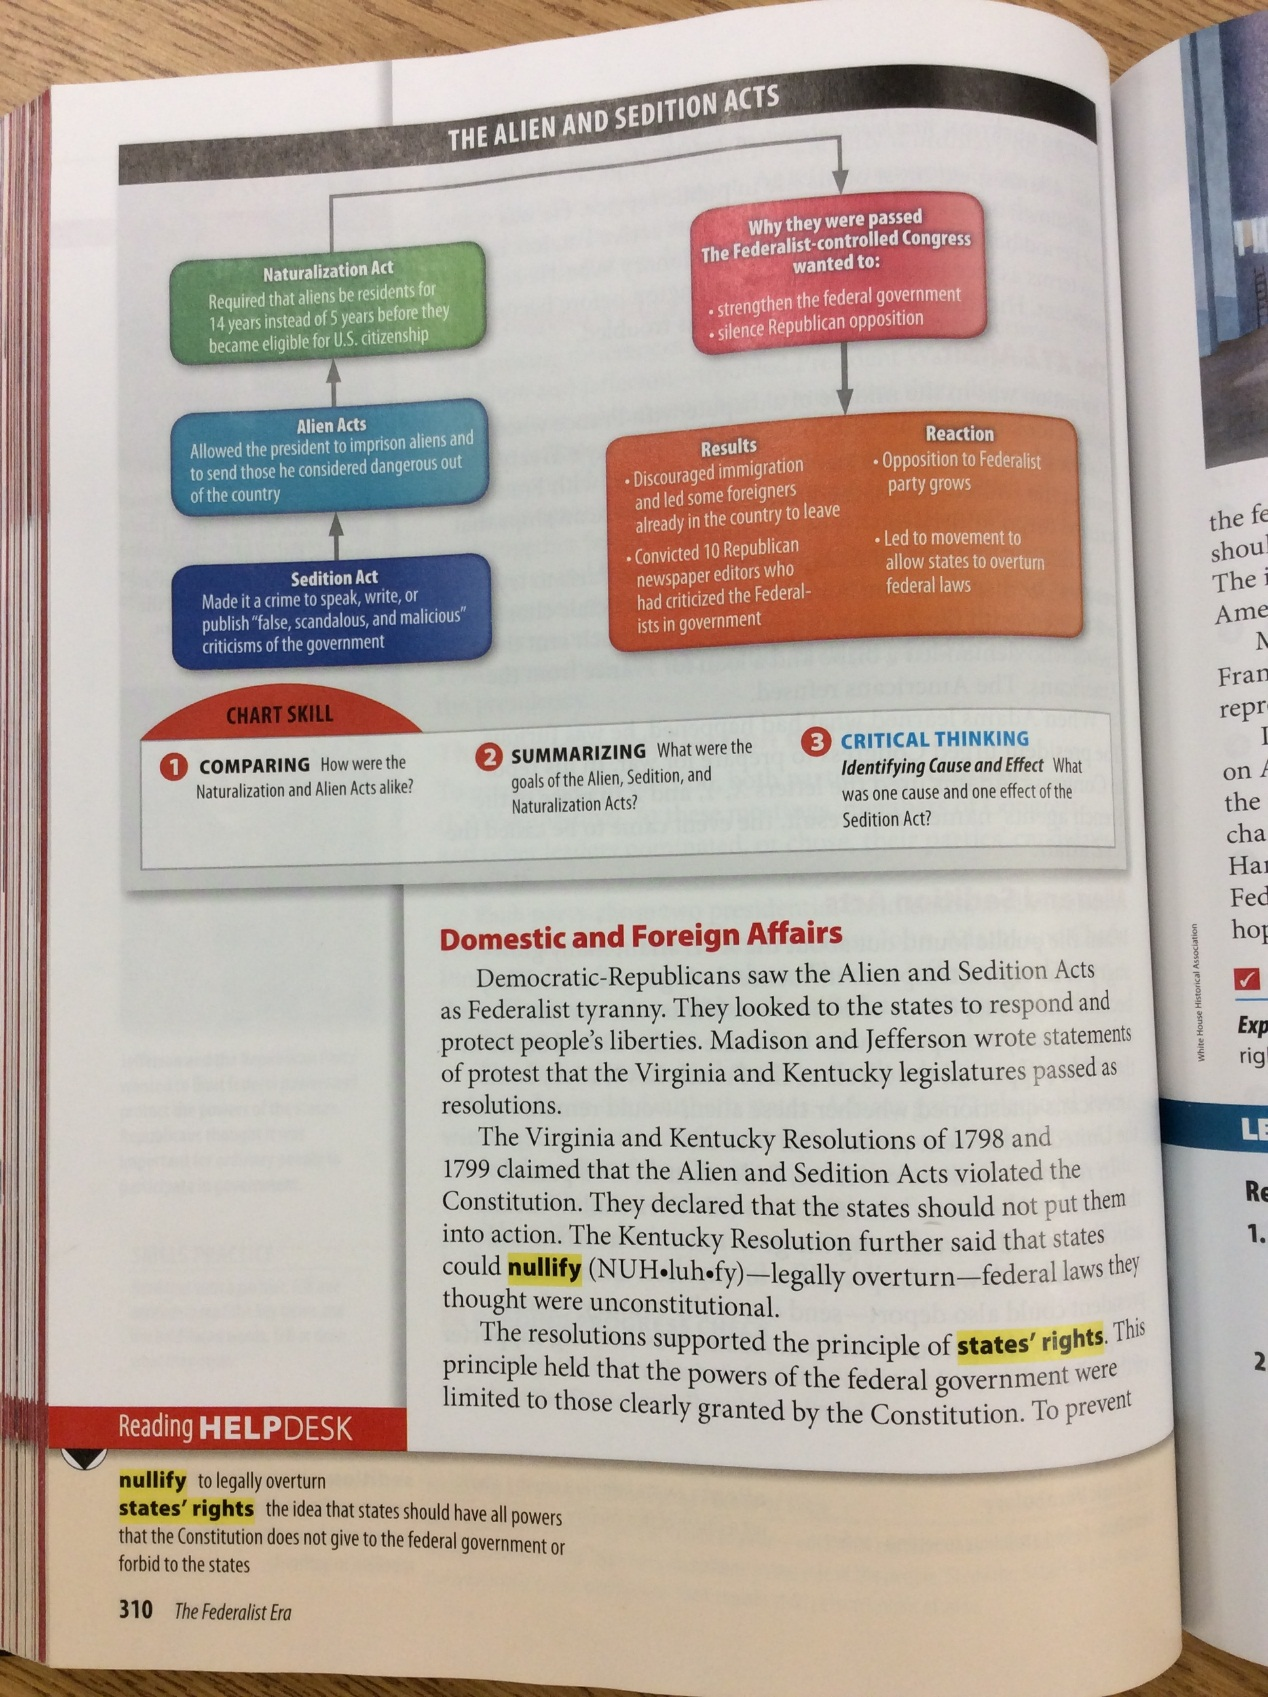 THE ALIEN AND SEDITION ACTS
Naturalization Act
Required that aliens be residents for
14 years instead of 5 years before they
became eligible for U.S. citizenship
Alien Acts
Allowed the president to imprison aliens and
to send those he considered dangerous out
of the country
Sedition Act
Made it a crime to speak, write, or
publish "false, scandalous, and malicious"
criticisms of the government
Why they were passed
The Federalist-controlled Congress
wanted to:
• strengthen the federal government
• silence Republican opposition
Results
• Discouraged immigration
and led some foreigners
already in the country to leave
• Convicted 10 Republican
newspaper editors who
had criticized the Federal-
ists in government
Reaction
• Opposition to Federalist
party grows
• Led to movement to
allow states to overturn
federal laws
CHART SKILL
1 COMPARING How were the
Naturalization and Alien Acts alike?
2 SUMMARIZING What were the
goals of the Alien, Sedition, and
Naturalization Acts?
3 CRITICAL THINKING
Identifying Cause and Effect What
was one cause and one effect of the
Sedition Act?
Domestic and Foreign Affairs
Democratic-Republicans saw the Alien and Sedition Acts
as Federalist tyranny. They looked to the states to respond and
protect people's liberties. Madison and Jefferson wrote statements
of protest that the Virginia and Kentucky legislatures passed as
resolutions.
The Virginia and Kentucky Resolutions of 1798 and
1799 claimed that the Alien and Sedition Acts violated the
Constitution. They declared that the states should not put them
into action. The Kentucky Resolution further said that states
could nullify (NUH•luh•fy)—legally overturn—federal laws they
thought were unconstitutional.
The resolutions supported the principle of states' rights. This
principle held that the powers of the federal government were
limited to those clearly granted by the Constitution. To prevent
Reading HELPDESK
nullify to legally overturn
states' rights the idea that states should have all powers
that the Constitution does not give to the federal government or
forbid to the states
310 The Federalist Era
White House Historical Association
the
The
on
the
1.
2